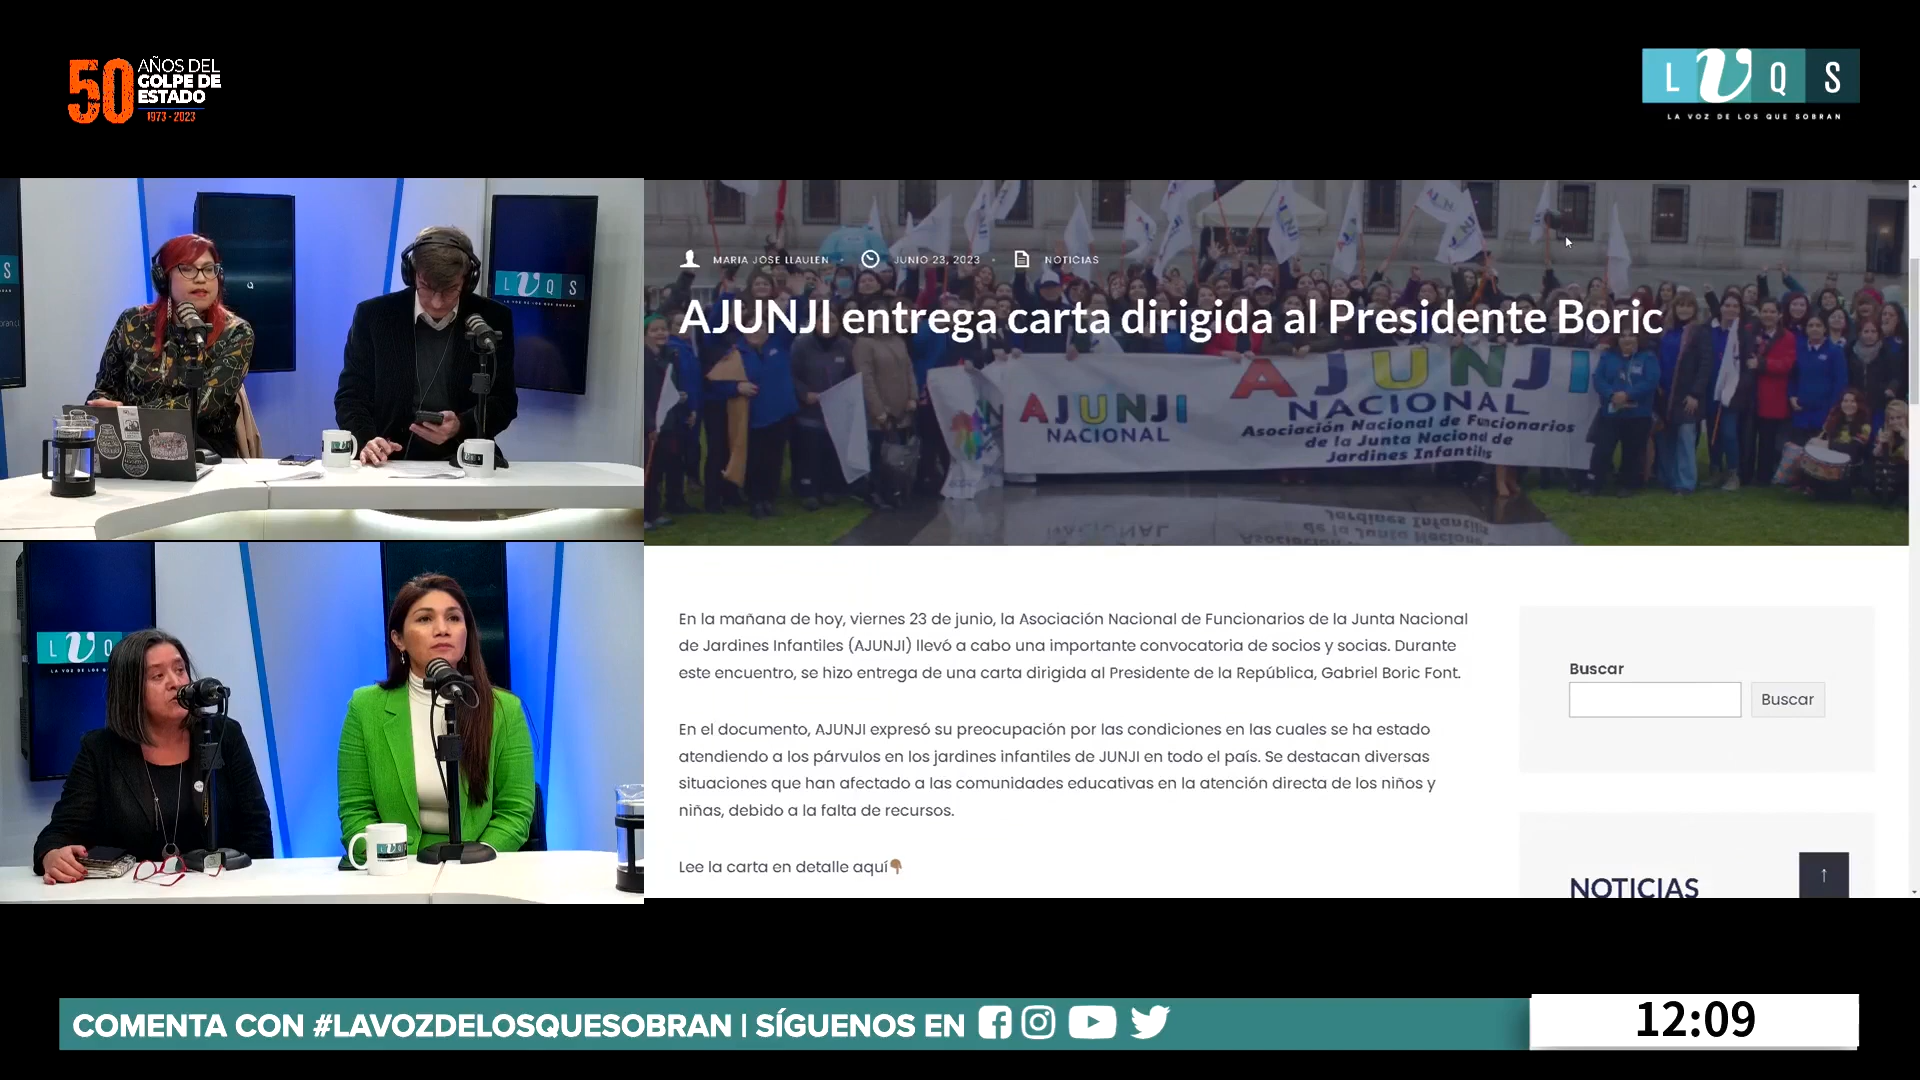 50 AÑOS DEL
GOLPE DE
ESTADO
1973 - 2023
L V Q S
LA VOZ DE LOS QUE SOBRAN
MARIA JOSE LLAULEN
JUNIO 23, 2023
NOTICIAS
AJUNJI entrega carta dirigida al Presidente Boric
AJUNJI
NACIONAL
AJUNJI
NACIONAL
Asociación Nacional de Funcionarios
de la Junta Nacional de
Jardines Infantiles
En la mañana de hoy, viernes 23 de junio, la Asociación Nacional de Funcionarios de la Junta Nacional
de Jardines Infantiles (AJUNJI) llevó a cabo una importante convocatoria de socios y socias. Durante
este encuentro, se hizo entrega de una carta dirigida al Presidente de la República, Gabriel Boric Font.
En el documento, AJUNJI expresó su preocupación por las condiciones en las cuales se ha estado
atendiendo a los párvulos en los jardines infantiles de JUNJI en todo el país. Se destacan diversas
situaciones que han afectado a las comunidades educativas en la atención directa de los niños y
niñas, debido a la falta de recursos.
Lee la carta en detalle aquí👇🏽
Buscar
Buscar
NOTICIAS
L V Q S
LA VOZ DE LOS QUE SOBRAN
L V Q
COMENTA CON #LAVOZDELOSQUESOBRAN | SÍGUENOS EN
12:09